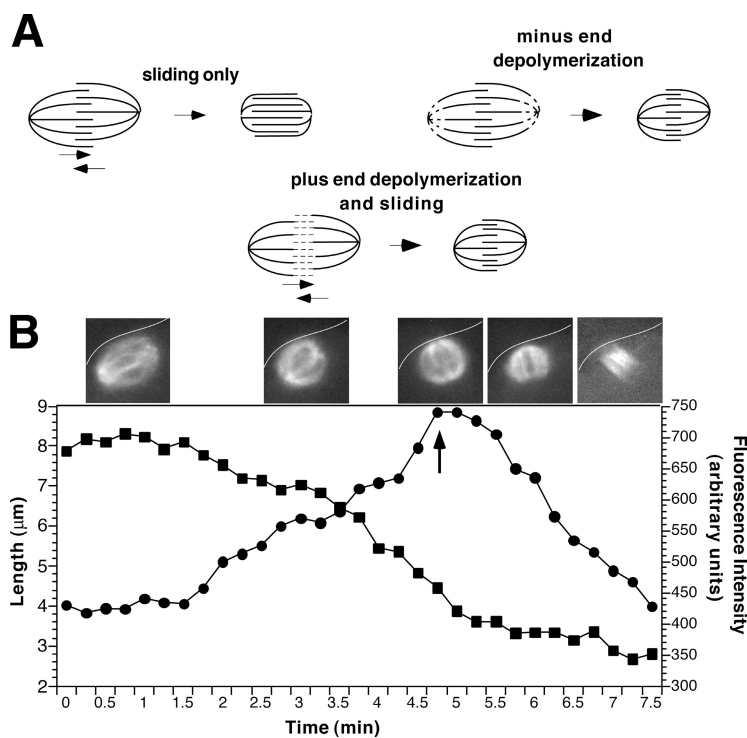 A
sliding only
minus end
depolymerization
plus end depolymerization
and sliding
B
9
8
7
6
5
4
3
2
Length (μm)
750
700
650
600
550
500
450
400
350
300
Fluorescence Intensity
(arbitrary units)
0 0.5 1 1.5 2 2.5 3 3.5 4 4.5 5 5.5 6 6.5 7 7.5
Time (min)